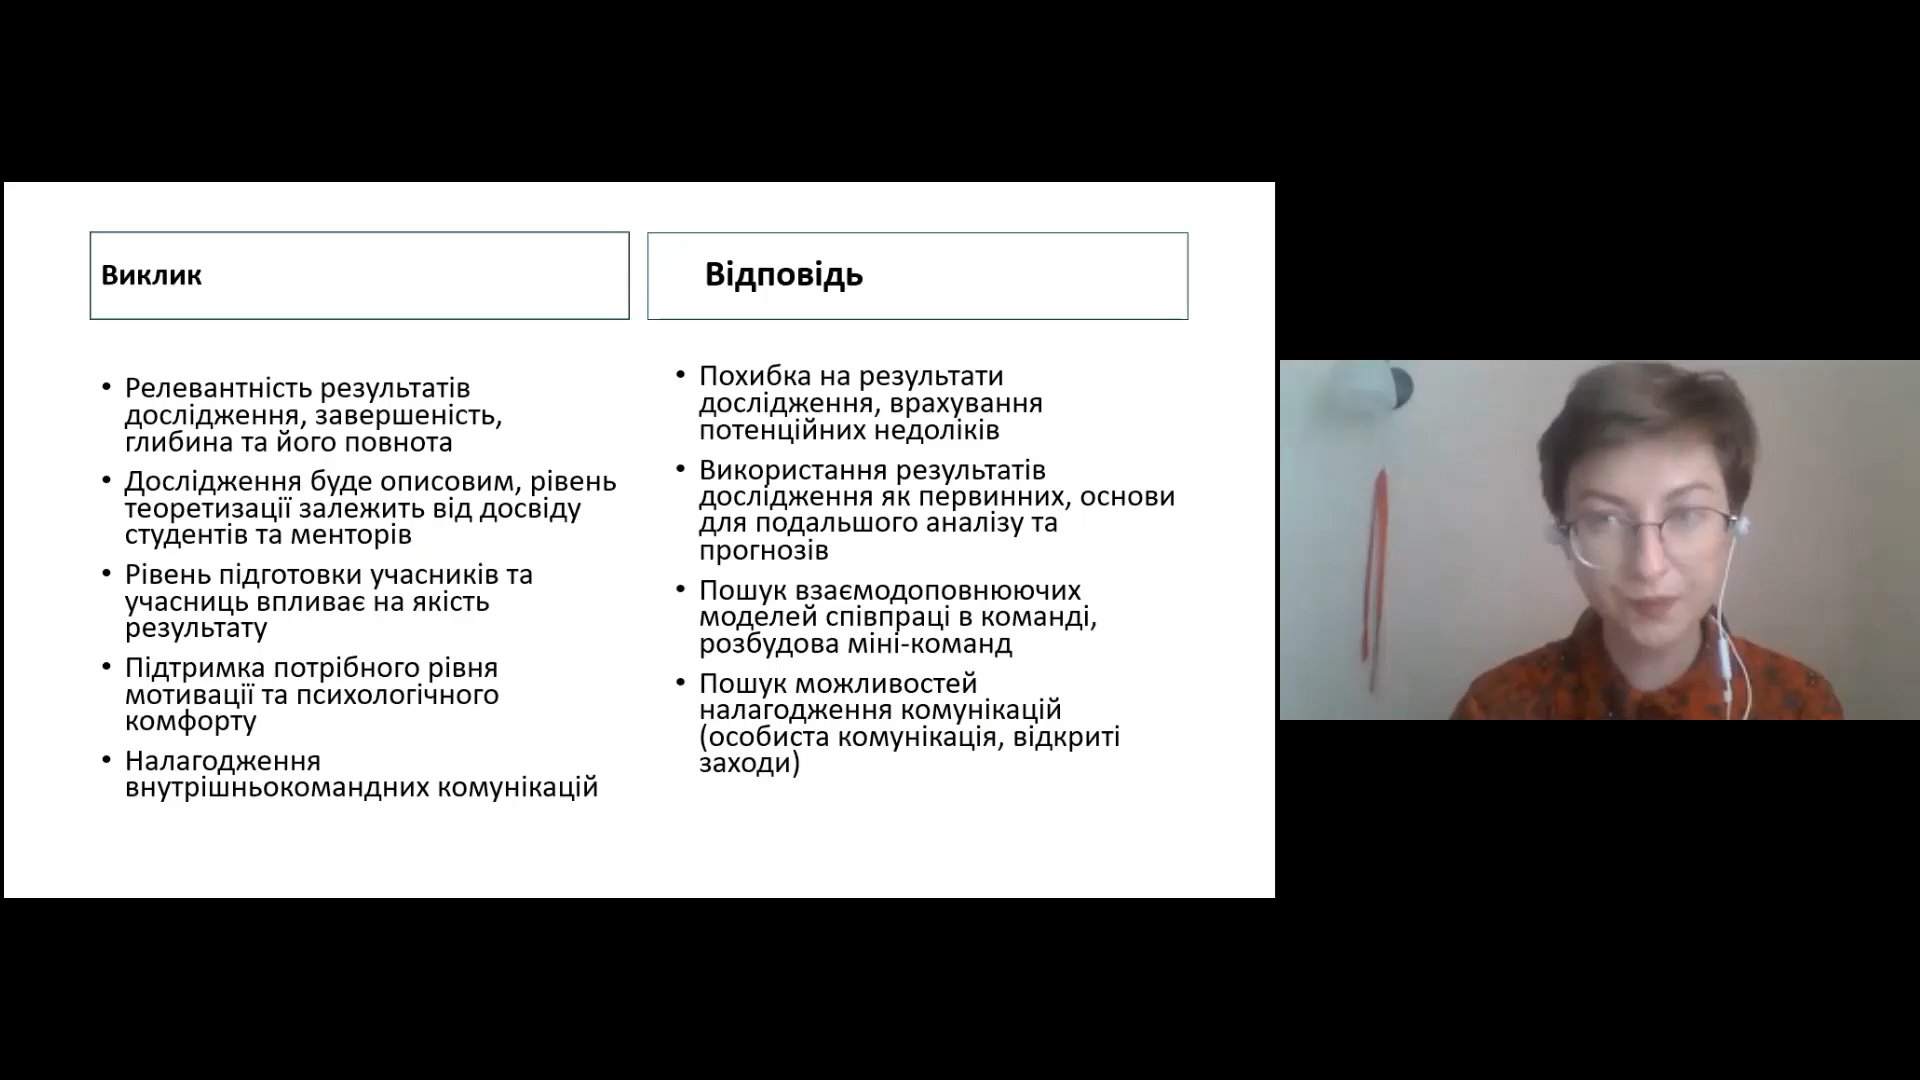 Виклик
• Релевантність результатів
дослідження, завершеність,
глибина та його повнота
• Дослідження буде описовим, рівень
теоретизації залежить від досвіду
студентів та менторів
• Рівень підготовки учасників та
учасниць впливає на якість
результату
• Підтримка потрібного рівня
мотивації та психологічного
комфорту
• Налагодження
внутрішньокомандних комунікацій
Відповідь
• Похибка на результати
дослідження, врахування
потенційних недоліків
• Використання результатів
дослідження як первинних, основи
для подальшого аналізу та
прогнозів
• Пошук взаємодоповнюючих
моделей співпраці в команді,
розбудова міні-команд
• Пошук можливостей
налагодження комунікацій
(особиста комунікація, відкриті
заходи)